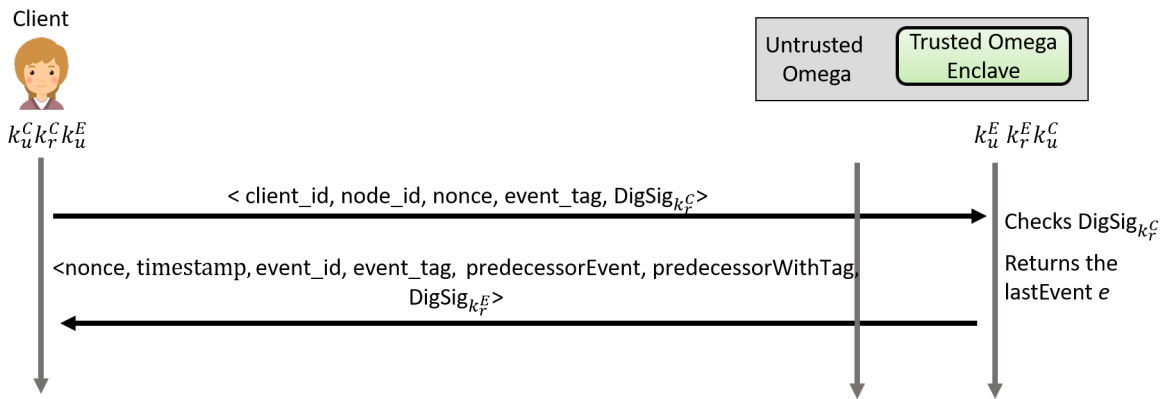 Client
Untrusted
Omega
Trusted Omega
Enclave
k_u^C k_r^C k_u^E
k_u^E k_r^E k_u^C
< client_id, node_id, nonce, event_tag, DigSig_{k_r^C}>
Checks DigSig_{k_r^C}
<nonce, timestamp, event_id, event_tag, predecessorEvent, predecessorWithTag,
DigSig_{k_r^E}>
Returns the
lastEvent e